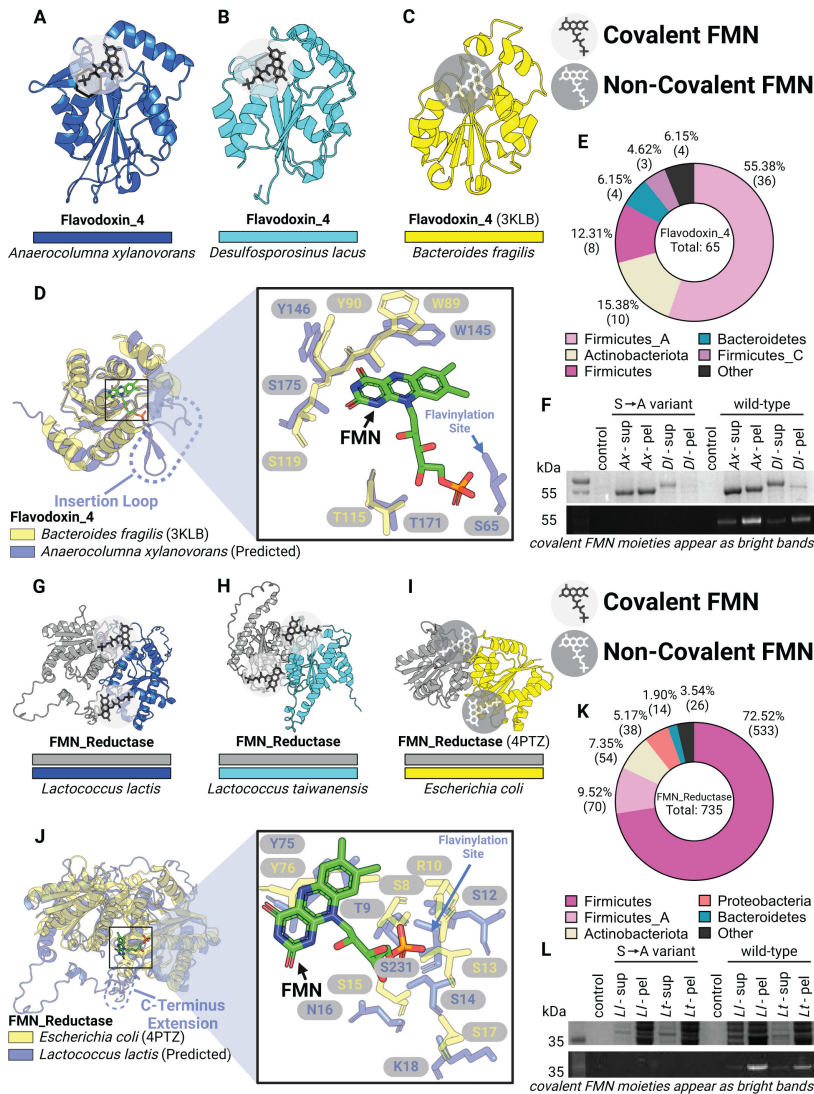 A
B
C
Covalent FMN
Non-Covalent FMN
Flavodoxin_4
Anaerocolumna xylanovorans
Flavodoxin_4
Desulfosporosinus lacus
Flavodoxin_4 (3KLB)
Bacteroides fragilis
E
6.15%
(4)
4.62%
(3)
6.15%
(4)
12.31%
(8)
15.38%
(10)
55.38%
(36)
Flavodoxin_4
Total: 65
Firmicutes_A
Actinobacteriota
Firmicutes
Bacteroidetes
Firmicutes_C
Other
D
Insertion Loop
Flavodoxin_4
Bacteroides fragilis (3KLB)
Anaerocolumna xylanovorans (Predicted)
Y146
Y90
W89
W145
S175
FMN
Flavinylation
Site
S119
T115
T171
S65
F
S→A variant
wild-type
control
Ax - sup
Ax - pel
Dl - sup
Dl - pel
control
Ax - sup
Ax - pel
Dl - sup
Dl - pel
kDa
55
55
covalent FMN moieties appear as bright bands
G
H
I
Covalent FMN
Non-Covalent FMN
FMN_Reductase
Lactococcus lactis
FMN_Reductase
Lactococcus taiwanensis
FMN_Reductase (4PTZ)
Escherichia coli
K
1.90%
(14)
3.54%
(26)
5.17%
(38)
7.35%
(54)
9.52%
(70)
72.52%
(533)
FMN_Reductase
Total: 735
Firmicutes
Firmicutes_A
Actinobacteriota
Proteobacteria
Bacteroidetes
Other
J
C-Terminus
Extension
FMN_Reductase
Escherichia coli (4PTZ)
Lactococcus lactis (Predicted)
Y75
Flavinylation
Site
Y76
R10
S8
T9
S12
S231
S13
FMN
S15
S14
N16
S17
K18
L
S→A variant
wild-type
control
Ll - sup
Ll - pel
Lt - sup
Lt - pel
control
Ll - sup
Ll - pel
Lt - sup
Lt - pel
kDa
35
35
covalent FMN moieties appear as bright bands